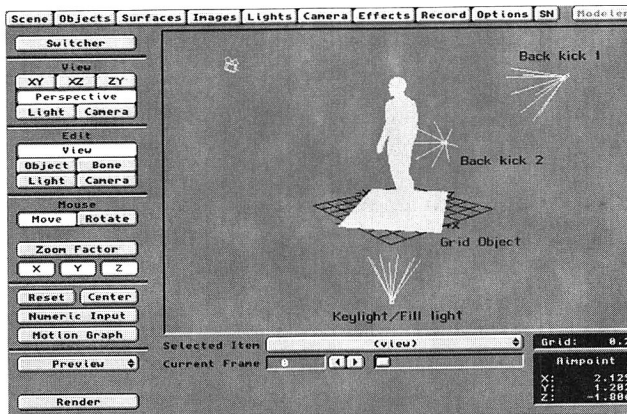 Scene Objects Surfaces Images Lights Camera Effects Record Options SN Modeler
Switcher
View
XY XZ ZY
Perspective
Light Camera
Edit
View
Object Bone
Light Camera
Mouse
Move Rotate
Zoom Factor
X Y Z
Reset Center
Numeric Input
Motion Graph
Preview
Render
Back kick 1
Back kick 2
X
Grid Object
Keylight/Fill light
Selected Item (view)
Current Frame 0
Grid: 0.
Aimpoint
X: 2.125
Y: 1.20
Z: -1.80